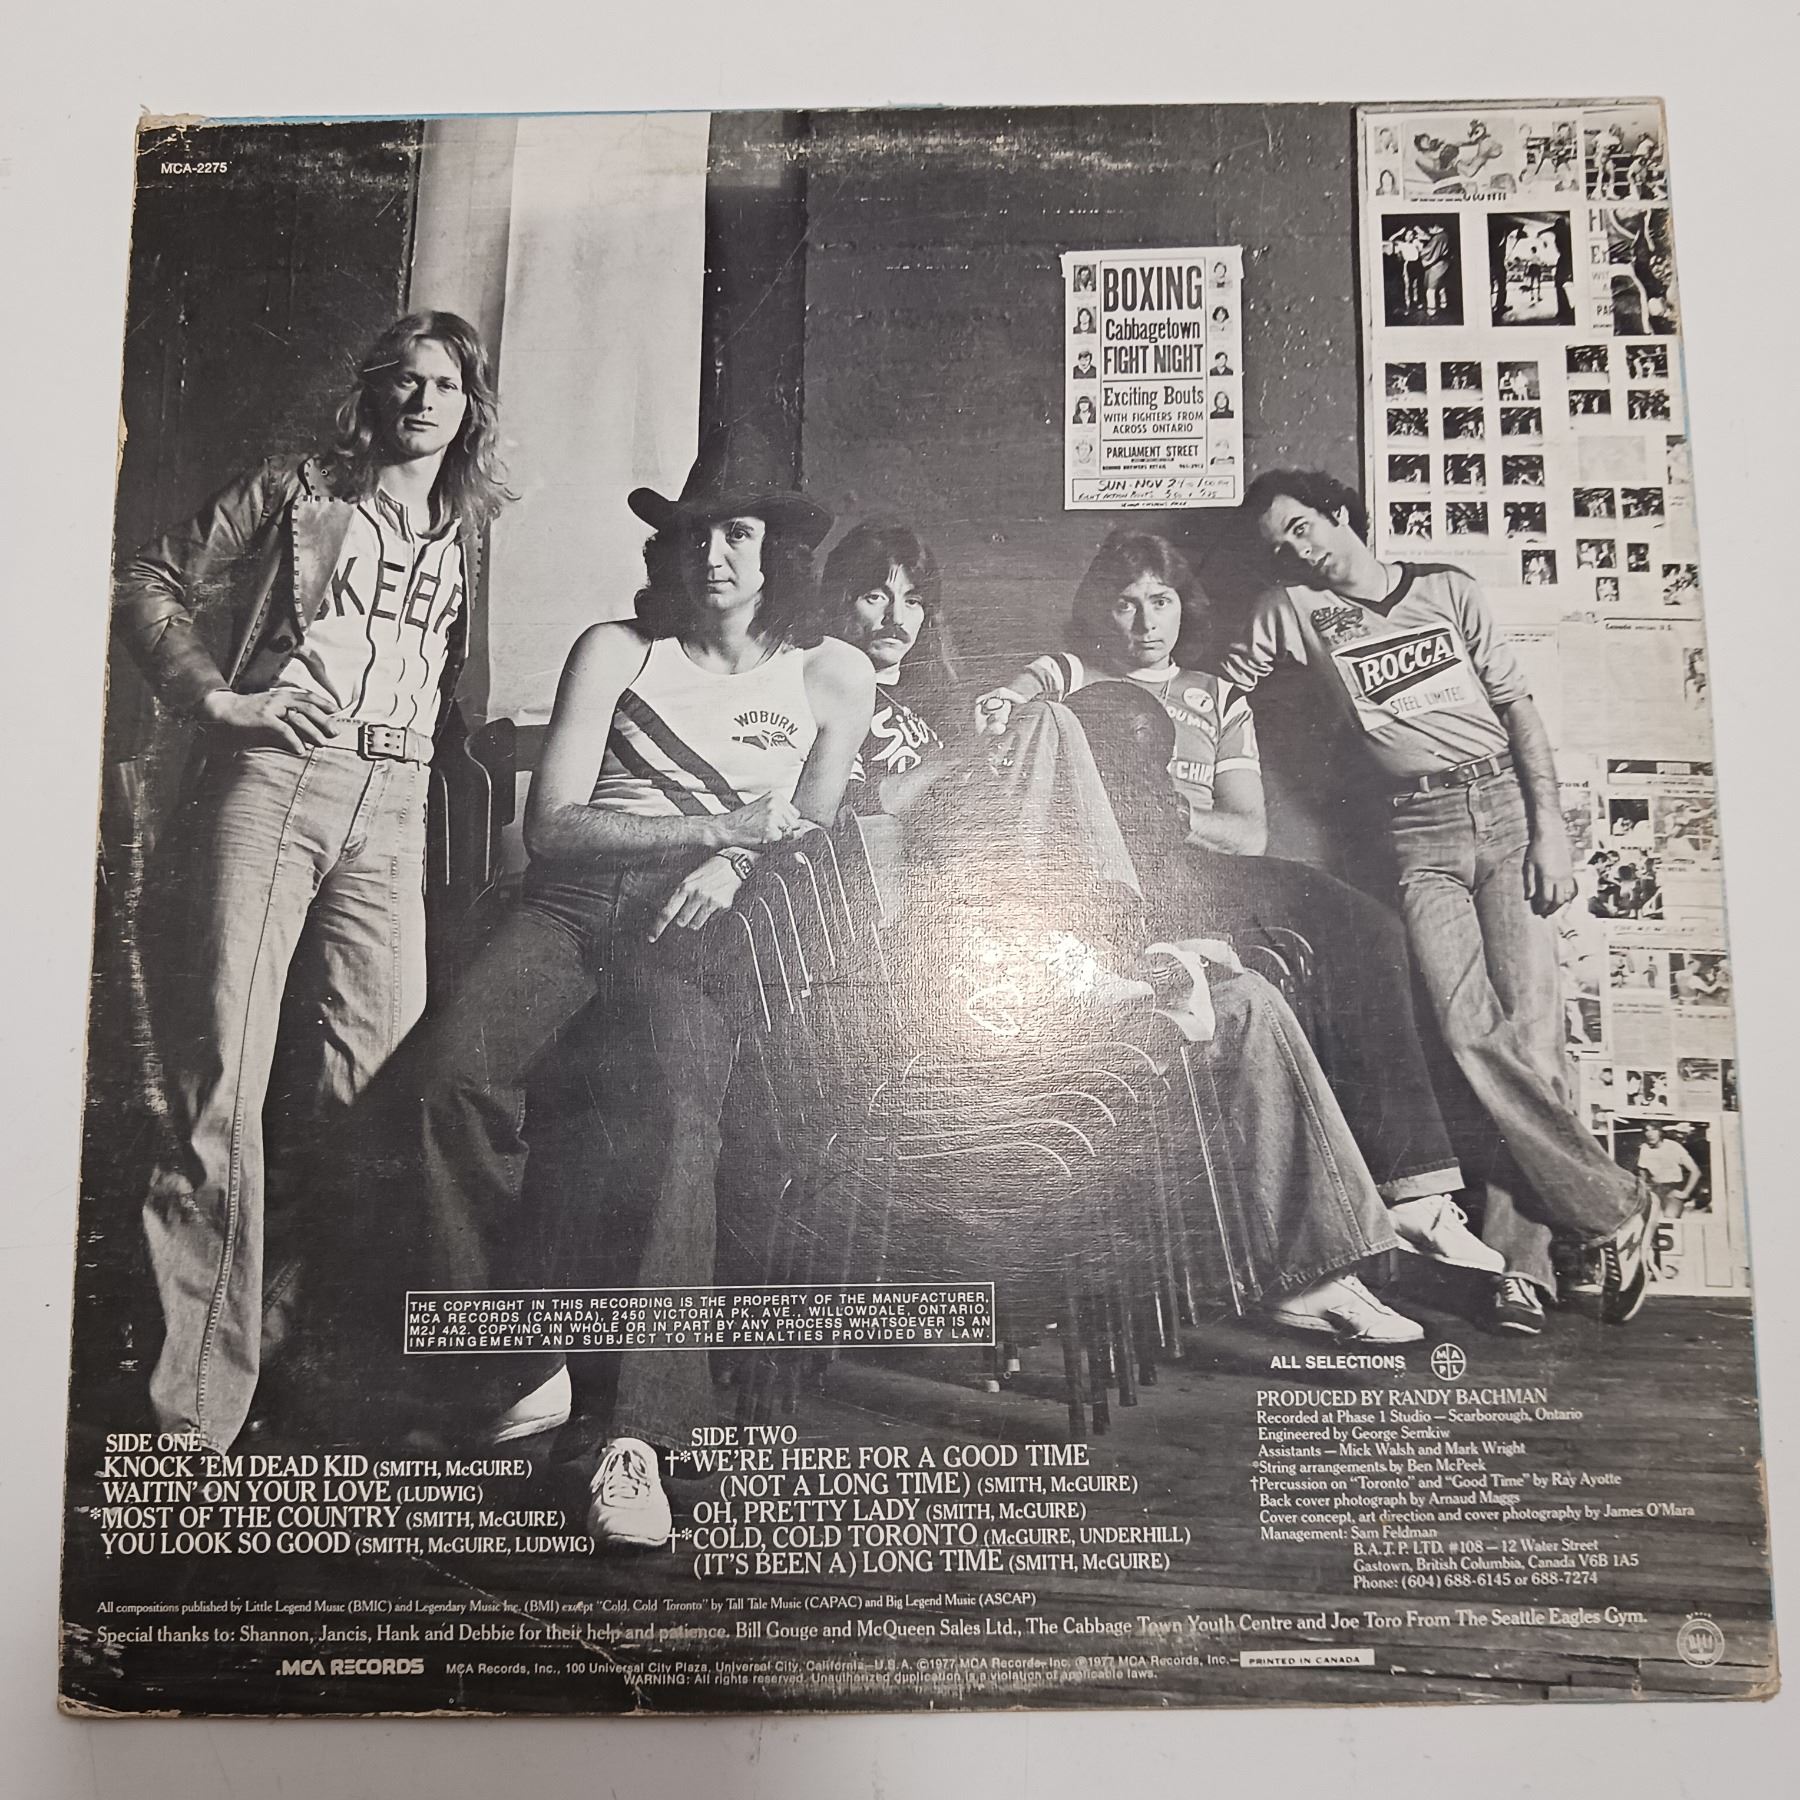 MCA-2275
BOXING
Cabbagetown
FIGHT NIGHT
Exciting Bouts
WITH FIGHTERS FROM
ACROSS ONTARIO
PARLIAMENT STREET
SUN. NOV
WOBURN
CHIP
ROCCA
STEEL LIMITED
THE COPYRIGHT IN THIS RECORDING IS THE PROPERTY OF THE MANUFACTURER,
MCA RECORDS (CANADA), 2450 VICTORIA PK. AVE., WILLOWDALE, ONTARIO.
M2J 4A2. COPYING IN WHOLE OR IN PART BY ANY PROCESS WHATSOEVER IS AN
INFRINGEMENT AND SUBJECT TO THE PENALTIES PROVIDED BY LAW.
SIDE ONE
KNOCK 'EM DEAD KID (SMITH, McGUIRE)
WAITIN' ON YOUR LOVE (LUDWIG)
*MOST OF THE COUNTRY (SMITH, McGUIRE)
YOU LOOK SO GOOD (SMITH, McGUIRE, LUDWIG)
SIDE TWO
†*WE'RE HERE FOR A GOOD TIME
(NOT A LONG TIME) (SMITH, McGUIRE)
OH, PRETTY LADY (SMITH, McGUIRE)
†*COLD, COLD TORONTO (McGUIRE, UNDERHILL)
(IT'S BEEN A) LONG TIME (SMITH, McGUIRE)
ALL SELECTIONS
M A
P L
PRODUCED BY RANDY BACHMAN
Recorded at Phase 1 Studio — Scarborough, Ontario
Engineered by George Semkiw
Assistants — Mick Walsh and Mark Wright
*String arrangements by Ben McPeek
†Percussion on "Toronto" and "Good Time" by Ray Ayotte
Back cover photograph by Arnaud Maggs
Cover concept, art direction and cover photography by James O'Mara
Management: Sam Feldman
B.A.T.P. LTD. #108 — 12 Water Street
Gastown, British Columbia, Canada V6B 1A5
Phone: (604) 688-6145 or 688-7274
All compositions published by Little Legend Music (BMIC) and Legendary Music Inc. (BMI) except "Cold, Cold Toronto" by Tall Tale Music (CAPAC) and Big Legend Music (ASCAP)
Special thanks to: Shannon, Jancis, Hank and Debbie for their help and patience. Bill Gouge and McQueen Sales Ltd., The Cabbage Town Youth Centre and Joe Toro From The Seattle Eagles Gym.
.MCA RECORDS MCA Records, Inc., 100 Universal City Plaza, Universal City, California—U.S.A. ©1977 MCA Records, Inc. ℗1977 MCA Records, Inc.— PRINTED IN CANADA
WARNING: All rights reserved. Unauthorized duplication is a violation of applicable laws.